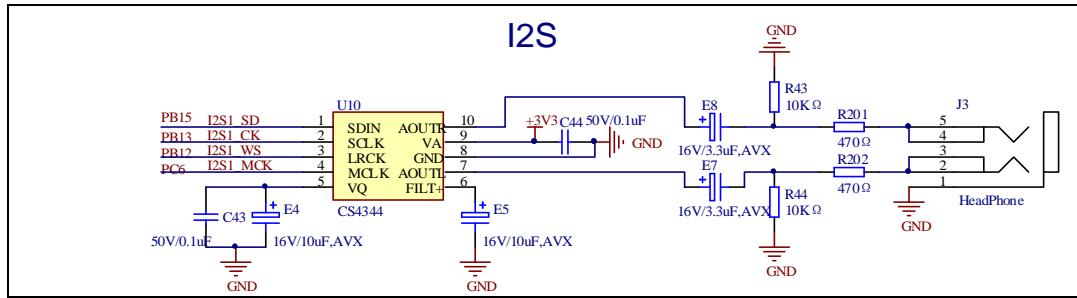 I2S
GND
U10
PB15 I2S1_SD 1 SDIN AOUTR 10
PB13 I2S1_CK 2 SCLK VA 9
PB12 I2S1_WS 3 LRCK GND 8
PC6 I2S1_MCK 4 MCLK AOUTL 7
5 VQ FILT+ 6
CS4344
+3V3
C44 50V/0.1uF
GND
E8
+
16V/3.3uF,AVX
E7
+
16V/3.3uF,AVX
R43
10KΩ
R201
470Ω
R202
470Ω
R44
10KΩ
GND
J3
5
4
3
2
1
HeadPhone
GND
C43
50V/0.1uF
+
E4
16V/10uF,AVX
GND
+
E5
16V/10uF,AVX
GND